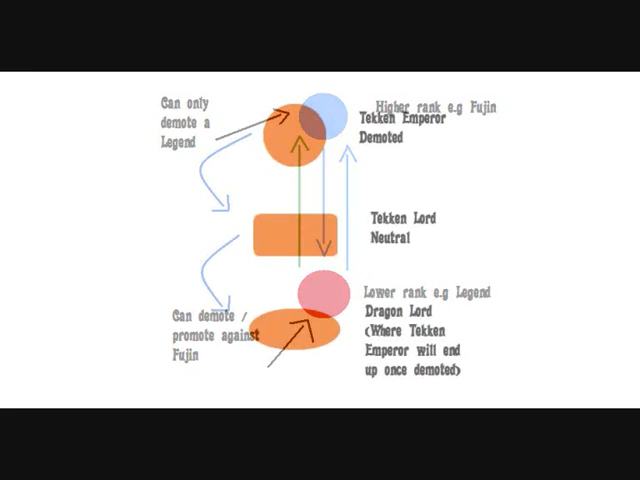 Can only
demote a
Legend
Higher rank e.g Fujin
Tekken Emperor
Demoted
Tekken Lord
Neutral
Lower rank e.g Legend
Dragon Lord
(Where Tekken
Emperor will end
up once demoted)
Can demote /
promote against
Fujin